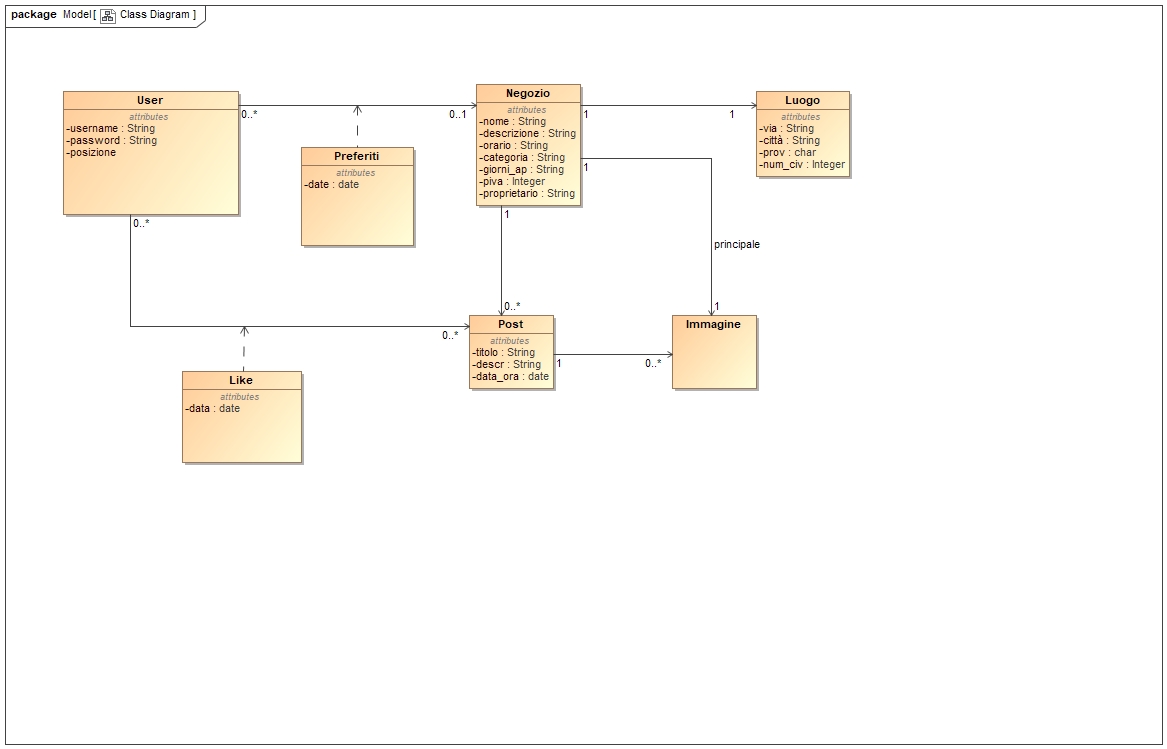 package Model[ Class Diagram ]
User
attributes
-username : String
-password : String
-posizione
0..*
0..1
Preferiti
attributes
-date : date
Negozio
attributes
-nome : String
-descrizione : String
-orario : String
-categoria : String
-giorni_ap : String
-piva : Integer
-proprietario : String
1
1
Luogo
attributes
-via : String
-città : String
-prov : char
-num_civ : Integer
1
principale
1
1
0..*
0..*
0..*
Like
attributes
-data : date
Post
attributes
-titolo : String
-descr : String
-data_ora : date
1
0..*
Immagine